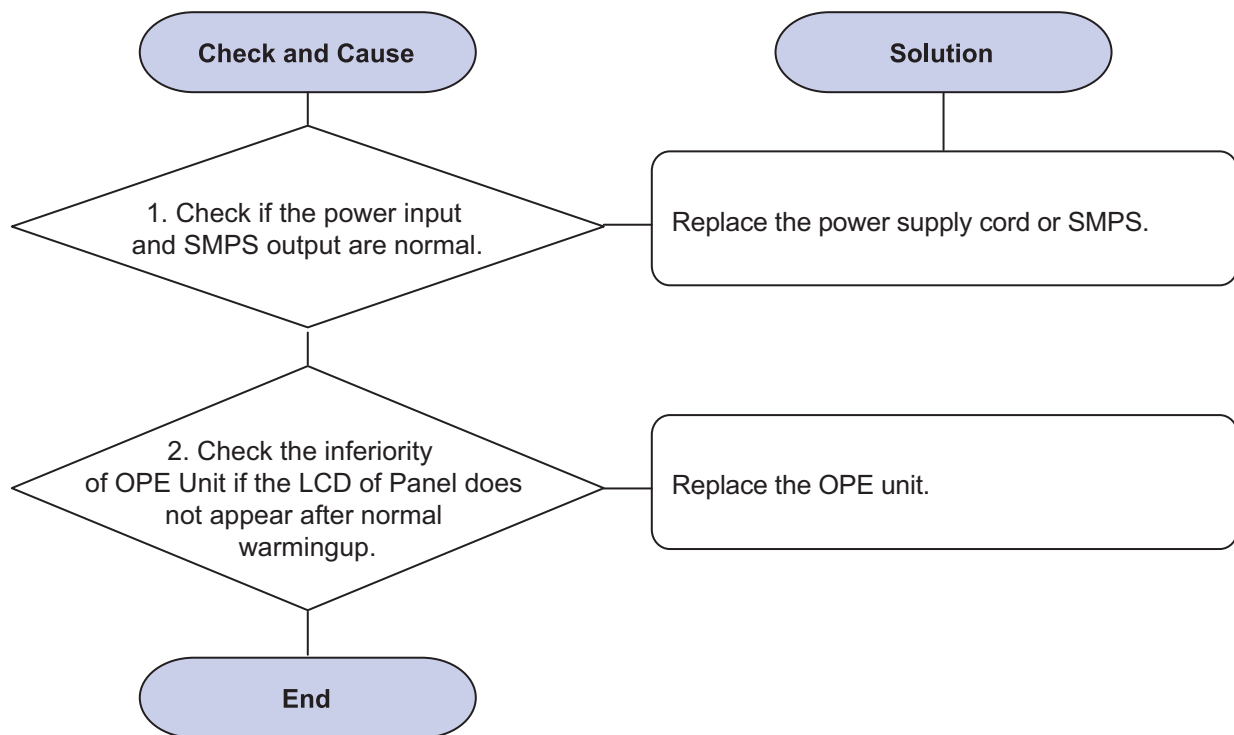 Check and Cause
Solution
1. Check if the power input
and SMPS output are normal.
Replace the power supply cord or SMPS.
2. Check the inferiority
of OPE Unit if the LCD of Panel does
not appear after normal
warmingup.
Replace the OPE unit.
End